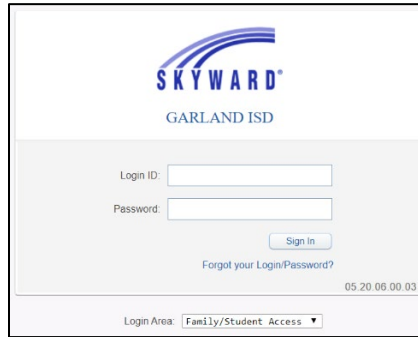 SKYWARD®
GARLAND ISD
Login ID:
Password:
Sign In
Forgot your Login/Password?
05.20.06.00.03
Login Area: Family/Student Access ▼